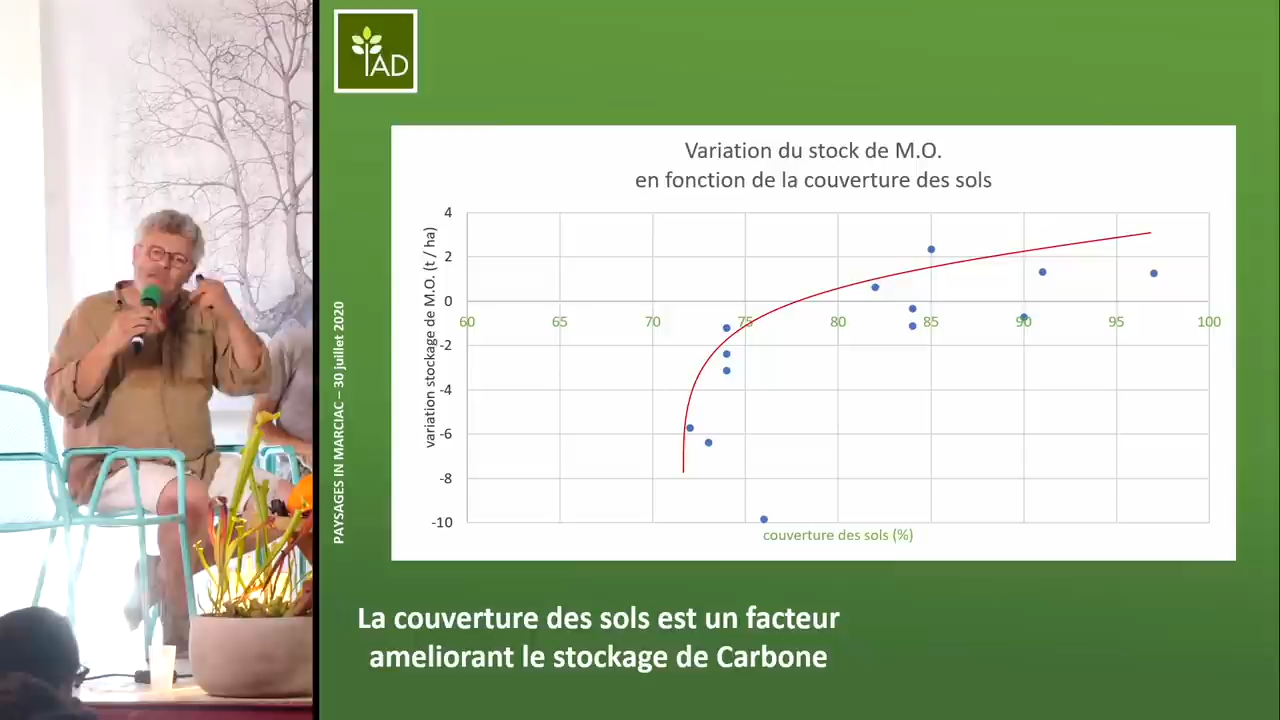 AD
PAYSAGES IN MARCIAC – 30 juillet 2020
Variation du stock de M.O.
en fonction de la couverture des sols
variation stockage de M.O. (t / ha)
4
2
0
-2
-4
-6
-8
-10
60 65 70 75 80 85 90 95 100
couverture des sols (%)
La couverture des sols est un facteur
ameliorant le stockage de Carbone